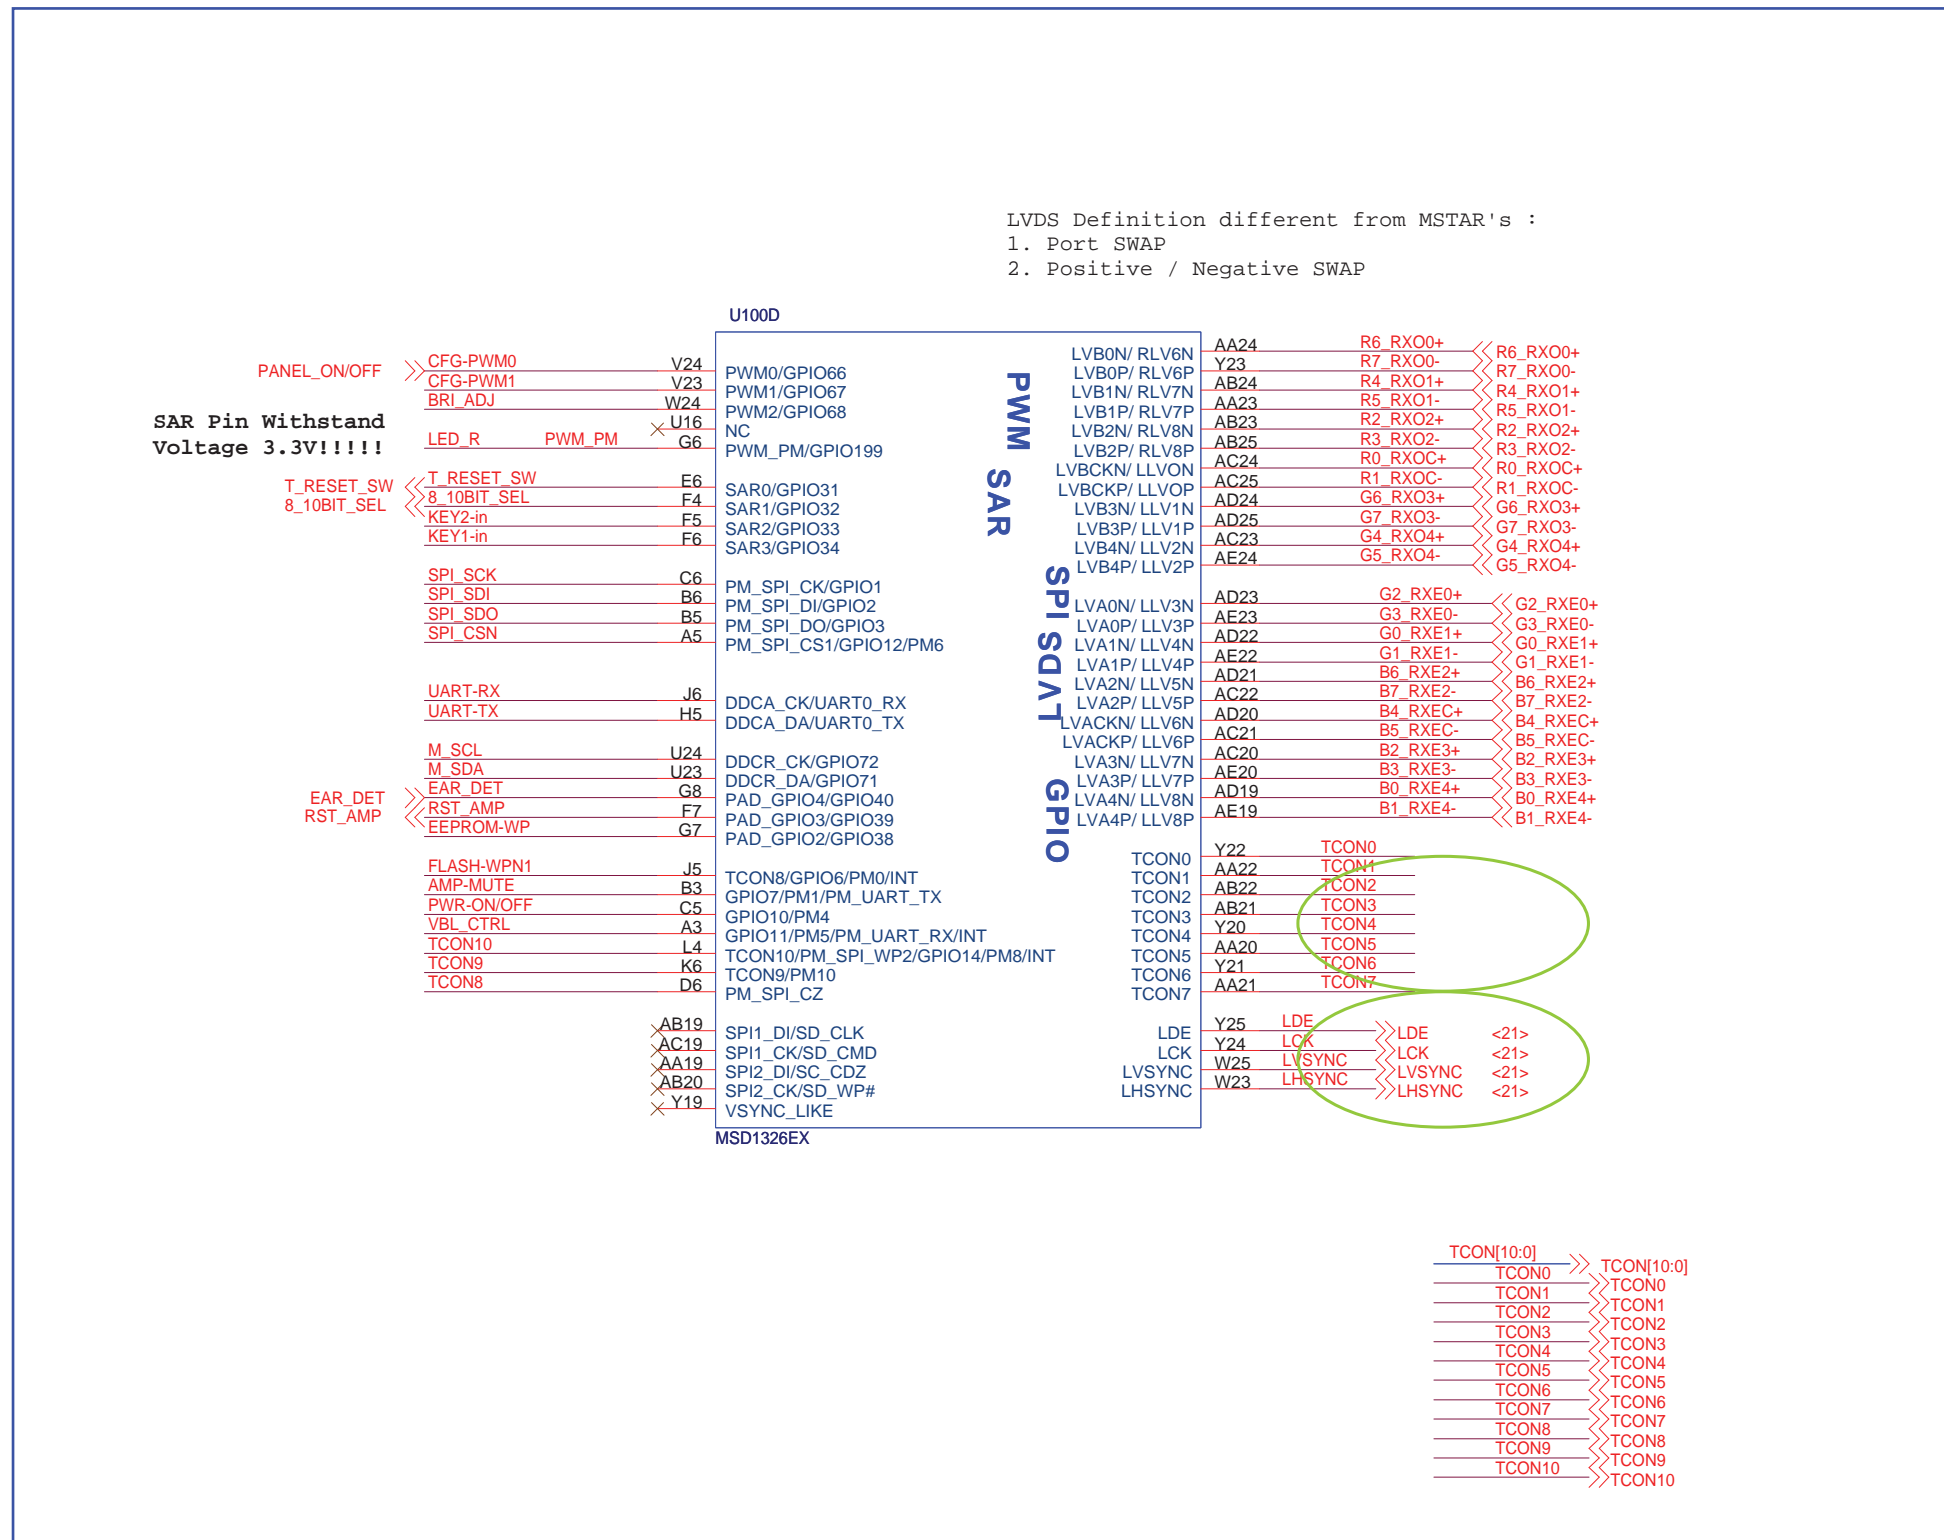 LVDS Definition different from MSTAR's :
1. Port SWAP
2. Positive / Negative SWAP
U100D
PANEL_ON/OFF
SAR Pin Withstand
Voltage 3.3V!!!!!
T_RESET_SW
8_10BIT_SEL
EAR_DET
RST_AMP
CFG-PWM0 V24 PWM0/GPIO66
CFG-PWM1 V23 PWM1/GPIO67
BRI_ADJ W24 PWM2/GPIO68
U16 NC
LED_R PWM_PM G6 PWM_PM/GPIO199
T_RESET_SW E6 SAR0/GPIO31
8_10BIT_SEL F4 SAR1/GPIO32
KEY2-in F5 SAR2/GPIO33
KEY1-in F6 SAR3/GPIO34
SPI_SCK C6 PM_SPI_CK/GPIO1
SPI_SDI B6 PM_SPI_DI/GPIO2
SPI_SDO B5 PM_SPI_DO/GPIO3
SPI_CSN A5 PM_SPI_CS1/GPIO12/PM6
UART-RX J6 DDCA_CK/UART0_RX
UART-TX H5 DDCA_DA/UART0_TX
M_SCL U24 DDCR_CK/GPIO72
M_SDA U23 DDCR_DA/GPIO71
EAR_DET G8 PAD_GPIO4/GPIO40
RST_AMP F7 PAD_GPIO3/GPIO39
EEPROM-WP G7 PAD_GPIO2/GPIO38
FLASH-WPN1 J5 TCON8/GPIO6/PM0/INT
AMP-MUTE B3 GPIO7/PM1/PM_UART_TX
PWR-ON/OFF C5 GPIO10/PM4
VBL_CTRL A3 GPIO11/PM5/PM_UART_RX/INT
TCON10 L4 TCON10/PM_SPI_WP2/GPIO14/PM8/INT
TCON9 K6 TCON9/PM10
TCON8 D6 PM_SPI_CZ
AB19 SPI1_DI/SD_CLK
AC19 SPI1_CK/SD_CMD
AA19 SPI2_DI/SC_CDZ
AB20 SPI2_CK/SD_WP#
Y19 VSYNC_LIKE
MSD1326EX
PWM
SAR
SPI
LVDS
GPIO
LVB0N/ RLV6N AA24 R6_RXO0+ R6_RXO0+
LVB0P/ RLV6P Y23 R7_RXO0- R7_RXO0-
LVB1N/ RLV7N AB24 R4_RXO1+ R4_RXO1+
LVB1P/ RLV7P AA23 R5_RXO1- R5_RXO1-
LVB2N/ RLV8N AB23 R2_RXO2+ R2_RXO2+
LVB2P/ RLV8P AB25 R3_RXO2- R3_RXO2-
LVBCKN/ LLVON AC24 R0_RXOC+ R0_RXOC+
LVBCKP/ LLVOP AC25 R1_RXOC- R1_RXOC-
LVB3N/ LLV1N AD24 G6_RXO3+ G6_RXO3+
LVB3P/ LLV1P AD25 G7_RXO3- G7_RXO3-
LVB4N/ LLV2N AC23 G4_RXO4+ G4_RXO4+
LVB4P/ LLV2P AE24 G5_RXO4- G5_RXO4-
LVA0N/ LLV3N AD23 G2_RXE0+ G2_RXE0+
LVA0P/ LLV3P AE23 G3_RXE0- G3_RXE0-
LVA1N/ LLV4N AD22 G0_RXE1+ G0_RXE1+
LVA1P/ LLV4P AE22 G1_RXE1- G1_RXE1-
LVA2N/ LLV5N AD21 B6_RXE2+ B6_RXE2+
LVA2P/ LLV5P AC22 B7_RXE2- B7_RXE2-
LVACKN/ LLV6N AD20 B4_RXEC+ B4_RXEC+
LVACKP/ LLV6P AC21 B5_RXEC- B5_RXEC-
LVA3N/ LLV7N AC20 B2_RXE3+ B2_RXE3+
LVA3P/ LLV7P AE20 B3_RXE3- B3_RXE3-
LVA4N/ LLV8N AD19 B0_RXE4+ B0_RXE4+
LVA4P/ LLV8P AE19 B1_RXE4- B1_RXE4-
TCON0 Y22 TCON0
TCON1 AA22 TCON1
TCON2 AB22 TCON2
TCON3 AB21 TCON3
TCON4 Y20 TCON4
TCON5 AA20 TCON5
TCON6 Y21 TCON6
TCON7 AA21 TCON7
LDE Y25 LDE LDE <21>
LCK Y24 LCK LCK <21>
LVSYNC W25 LVSYNC LVSYNC <21>
LHSYNC W23 LHSYNC LHSYNC <21>
TCON[10:0] TCON[10:0]
TCON0 TCON0
TCON1 TCON1
TCON2 TCON2
TCON3 TCON3
TCON4 TCON4
TCON5 TCON5
TCON6 TCON6
TCON7 TCON7
TCON8 TCON8
TCON9 TCON9
TCON10 TCON10